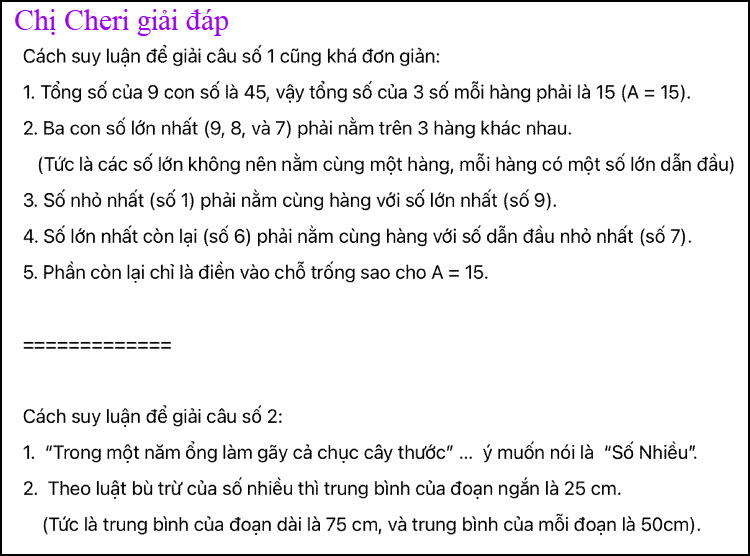 Chị Cheri giải đáp
Cách suy luận để giải câu số 1 cũng khá đơn giản:
1. Tổng số của 9 con số là 45, vậy tổng số của 3 số mỗi hàng phải là 15 (A = 15).
2. Ba con số lớn nhất (9, 8, và 7) phải nằm trên 3 hàng khác nhau.
(Tức là các số lớn không nên nằm cùng một hàng, mỗi hàng có một số lớn dẫn đầu)
3. Số nhỏ nhất (số 1) phải nằm cùng hàng với số lớn nhất (số 9).
4. Số lớn nhất còn lại (số 6) phải nằm cùng hàng với số dẫn đầu nhỏ nhất (số 7).
5. Phần còn lại chỉ là điền vào chỗ trống sao cho A = 15.
=============
Cách suy luận để giải câu số 2:
1. “Trong một năm ổng làm gãy cả chục cây thước” ... ý muốn nói là “Số Nhiều”.
2. Theo luật bù trừ của số nhiều thì trung bình của đoạn ngắn là 25 cm.
(Tức là trung bình của đoạn dài là 75 cm, và trung bình của mỗi đoạn là 50cm).